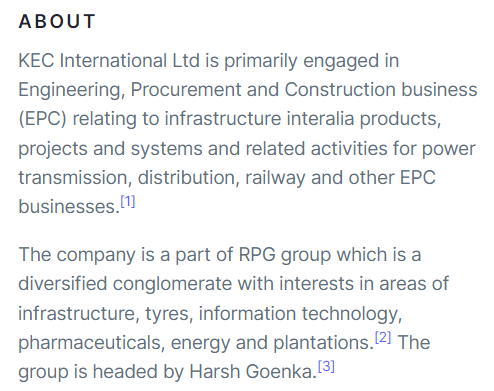 ABOUT
KEC International Ltd is primarily engaged in
Engineering, Procurement and Construction business
(EPC) relating to infrastructure interalia products,
projects and systems and related activities for power
transmission, distribution, railway and other EPC
businesses.[1]
The company is a part of RPG group which is a
diversified conglomerate with interests in areas of
infrastructure, tyres, information technology,
pharmaceuticals, energy and plantations.[2] The
group is headed by Harsh Goenka.[3]